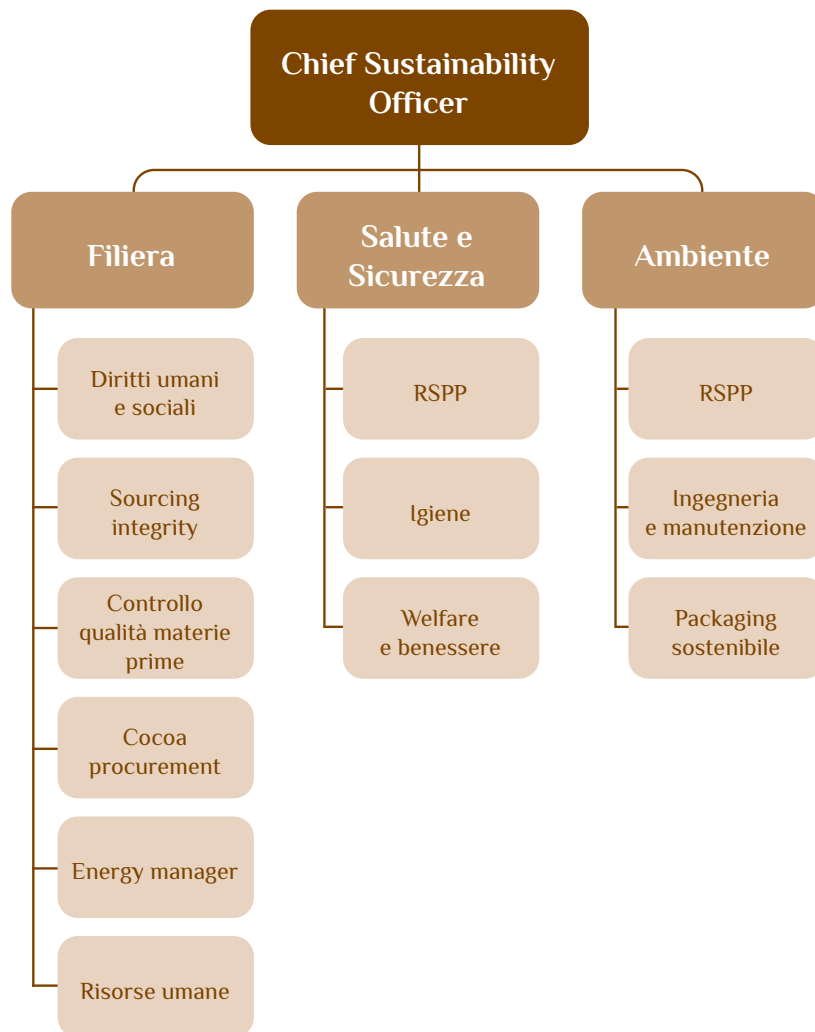 Chief Sustainability
Officer
Filiera
Diritti umani
e sociali
Sourcing
integrity
Controllo
qualità materie
prime
Cocoa
procurement
Energy manager
Risorse umane
Salute e
Sicurezza
RSPP
Igiene
Welfare
e benessere
Ambiente
RSPP
Ingegneria
e manutenzione
Packaging
sostenibile